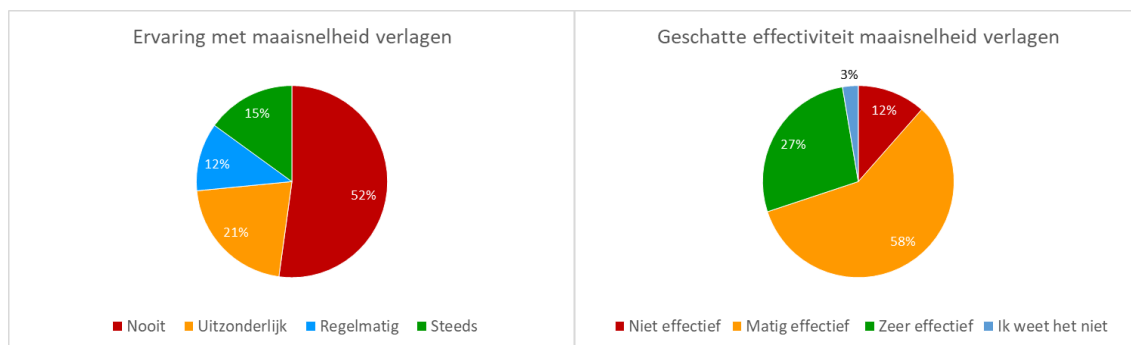 Ervaring met maaisnelheid verlagen
15%
12%
52%
21%
Nooit Uitzonderlijk Regelmatig Steeds
Geschatte effectiviteit maaisnelheid verlagen
3%
12%
27%
58%
Niet effectief Matig effectief Zeer effectief Ik weet het niet